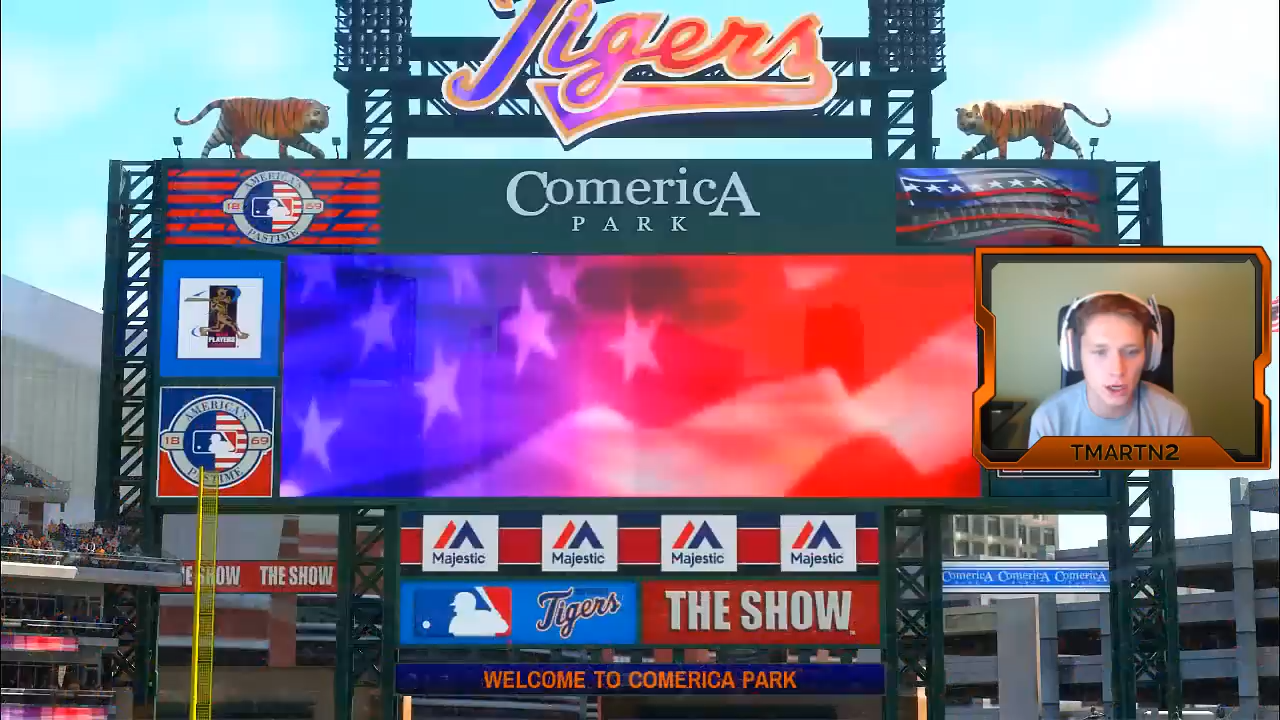 Tigers
ComericA
PARK
AMERICA'S
18 69
PASTIME
PLAYERS
AMERICA'S
18 69
PASTIME
TMARTN2
Majestic Majestic Majestic Majestic
THE SHOW THE SHOW
ComericA ComericA ComericA
Tigers THE SHOW
WELCOME TO COMERICA PARK